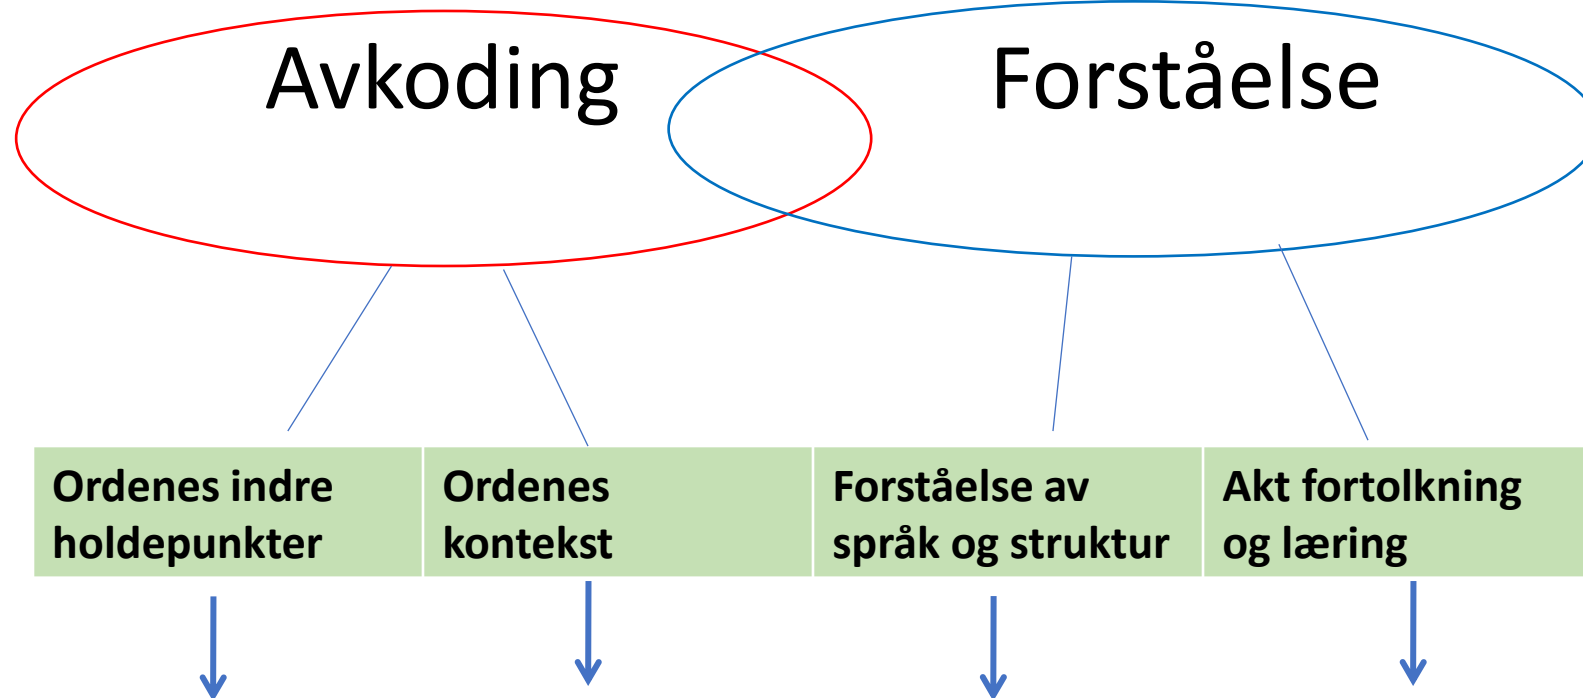 Avkoding
Forståelse
Ordenes indre
holdepunkter
Ordenes
kontekst
Forståelse av
språk og struktur
Akt fortolkning
og læring